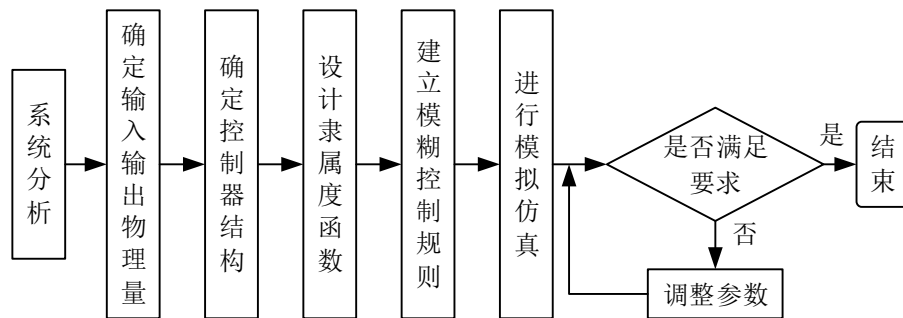 系统分析
确定输入输出物理量
确定控制器结构
设计隶属度函数
建立模糊控制规则
进行模拟仿真
是否满足
要求
是
结束
否
调整参数